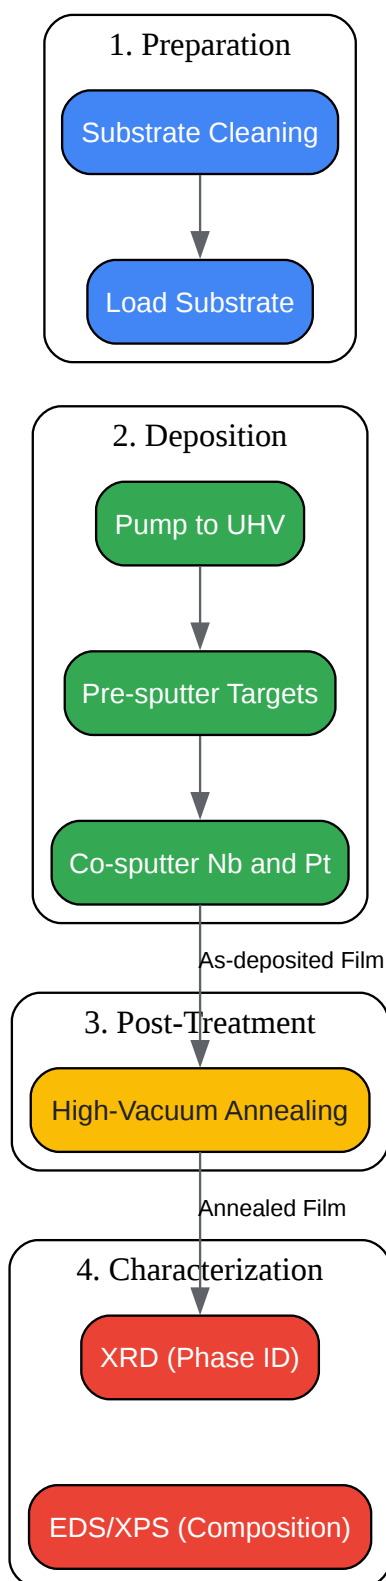 1. Preparation
Substrate Cleaning
Load Substrate
2. Deposition
Pump to UHV
Pre-sputter Targets
Co-sputter Nb and Pt
As-deposited Film
3. Post-Treatment
High-Vacuum Annealing
Annealed Film
4. Characterization
XRD (Phase ID)
EDS/XPS (Composition)